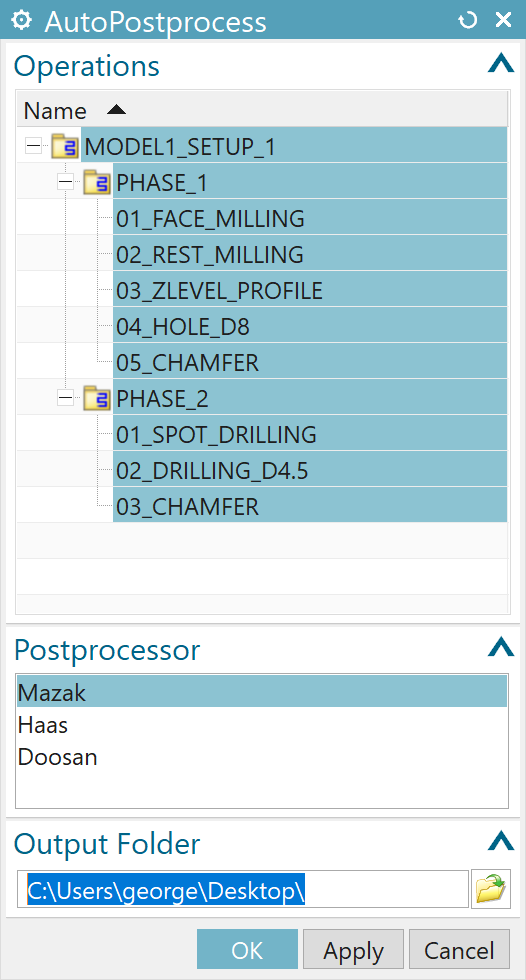 AutoPostprocess
Operations
Name
MODEL1_SETUP_1
PHASE_1
01_FACE_MILLING
02_REST_MILLING
03_ZLEVEL_PROFILE
04_HOLE_D8
05_CHAMFER
PHASE_2
01_SPOT_DRILLING
02_DRILLING_D4.5
03_CHAMFER
Postprocessor
Mazak
Haas
Doosan
Output Folder
C:\Users\george\Desktop\
OK Apply Cancel